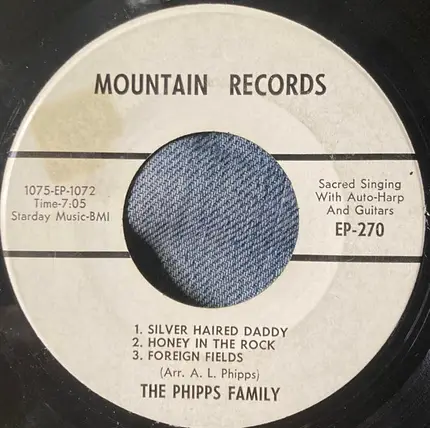 MOUNTAIN RECORDS
1075-EP-1072
Time-7:05
Starday Music-BMI
Sacred Singing
With Auto-Harp
And Guitars
EP-270
1. SILVER HAIRED DADDY
2. HONEY IN THE ROCK
3. FOREIGN FIELDS
(Arr. A. L. Phipps)
THE PHIPPS FAMILY